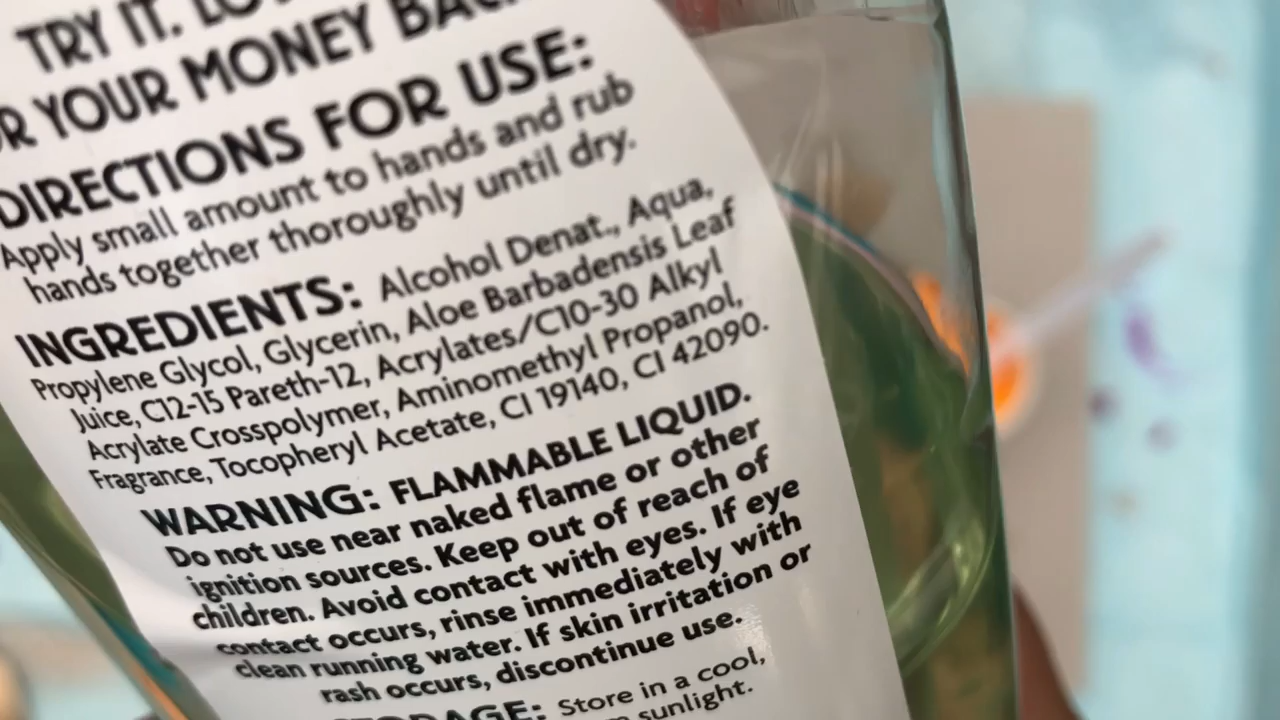 TRY IT.
YOUR MONEY
DIRECTIONS FOR USE:
Apply small amount to hands and rub
hands together thoroughly until dry.
INGREDIENTS: Alcohol Denat., Aqua,
Propylene Glycol, Glycerin, Aloe Barbadensis Leaf
Juice, C12-15 Pareth-12, Acrylates/C10-30 Alkyl
Acrylate Crosspolymer, Aminomethyl Propanol,
Fragrance, Tocopheryl Acetate, CI 19140, CI 42090.
WARNING: FLAMMABLE LIQUID.
Do not use near naked flame or other
ignition sources. Keep out of reach of
children. Avoid contact with eyes. If eye
contact occurs, rinse immediately with
clean running water. If skin irritation or
rash occurs, discontinue use.
STORAGE: Store in a cool,
sunlight.